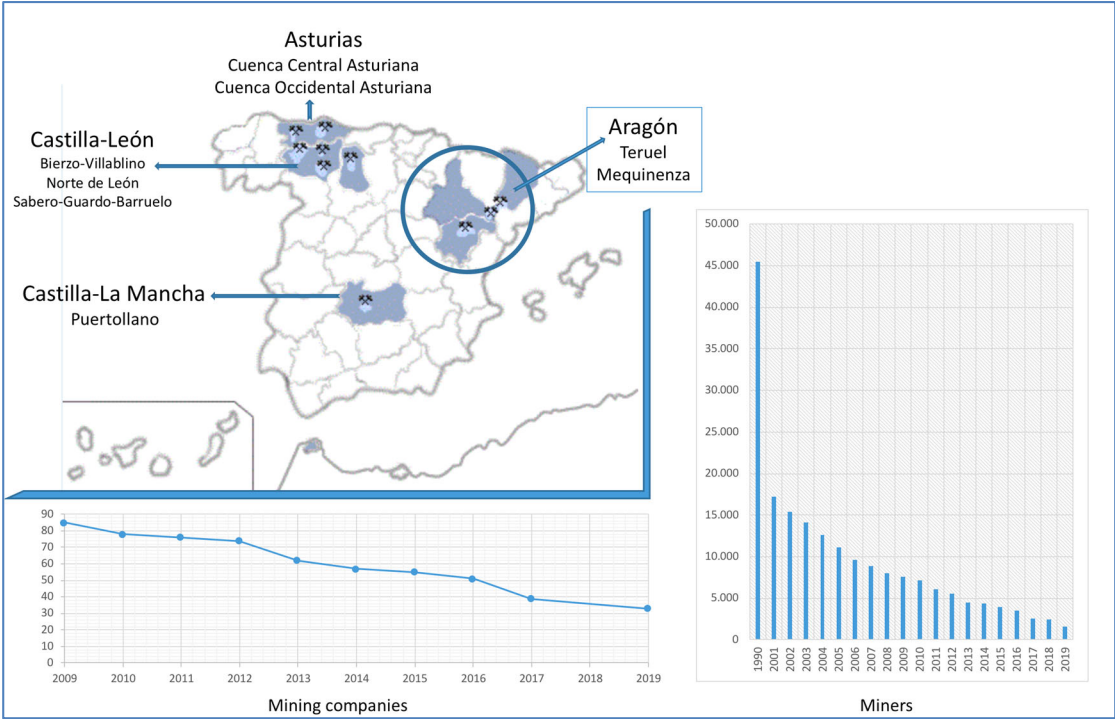 Asturias
Cuenca Central Asturiana
Cuenca Occidental Asturiana
Castilla-León
Bierzo-Villablino
Norte de León
Sabero-Guardo-Barruelo
Aragón
Teruel
Mequinenza
Castilla-La Mancha
Puertollano
90
80
70
60
50
40
30
20
10
0
2009 2010 2011 2012 2013 2014 2015 2016 2017 2018 2019
Mining companies
50.000
45.000
40.000
35.000
30.000
25.000
20.000
15.000
10.000
5.000
0
1990 2001 2002 2003 2004 2005 2006 2007 2008 2009 2010 2011 2012 2013 2014 2015 2016 2017 2018 2019
Miners